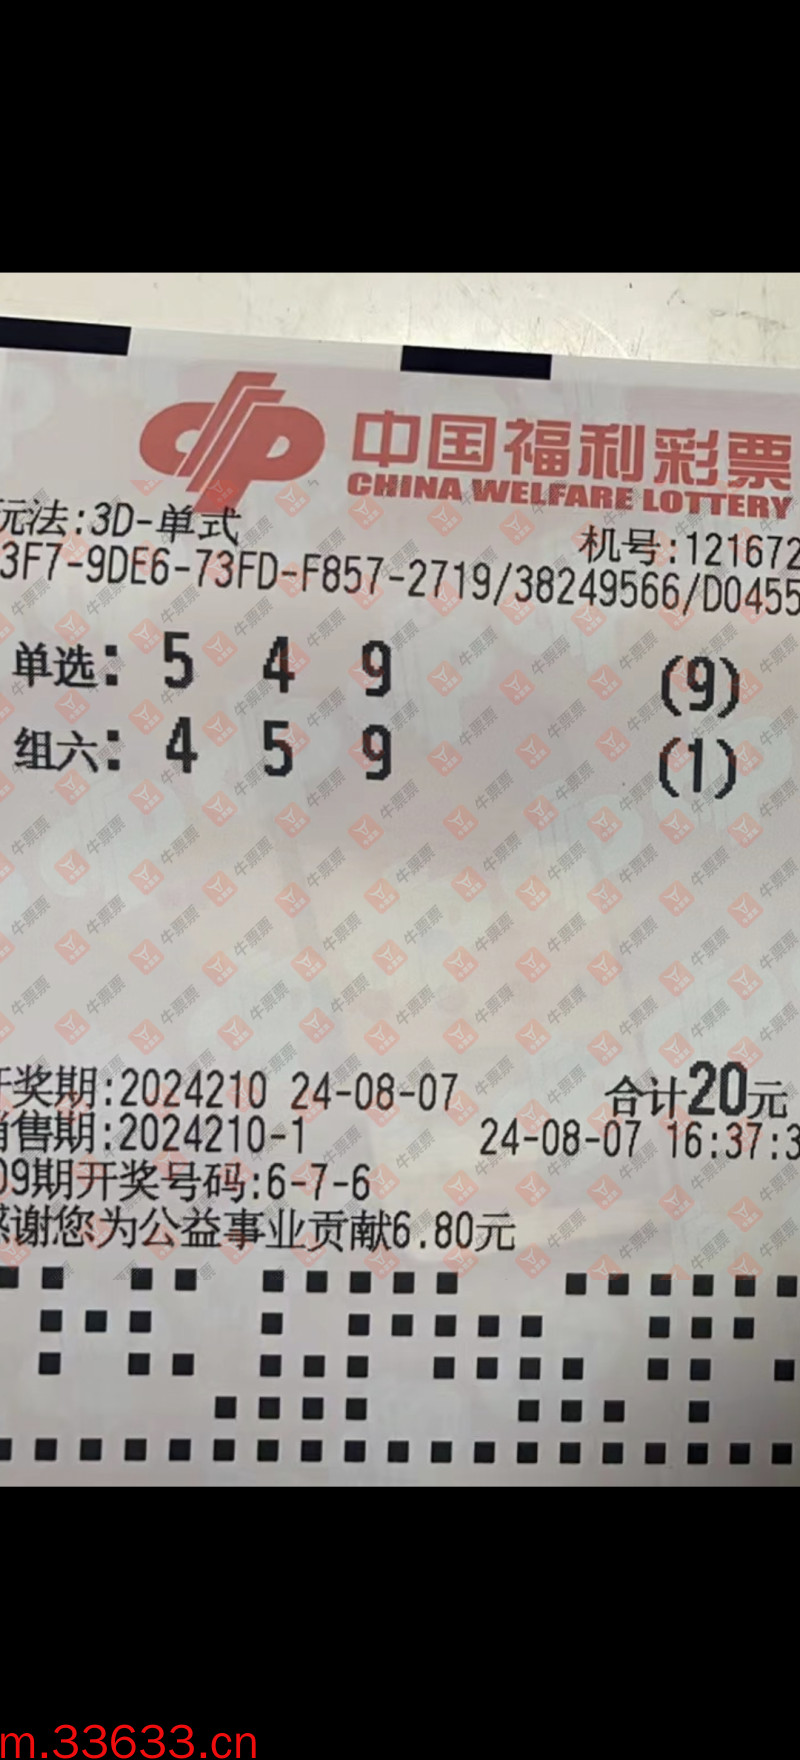 中国福利彩票
CHINA WELFARE LOTTERY
玩法:3D-单式
机号:121672
3F7-9DE6-73FD-F857-2719/38249566/D0455
单选: 5 4 9 (9)
组六: 4 5 9 (1)
开奖期:2024210 24-08-07 合计20元
销售期:2024210-1 24-08-07 16:37:3
09期开奖号码:6-7-6
感谢您为公益事业贡献6.80元
牛票票
m.33633.cn